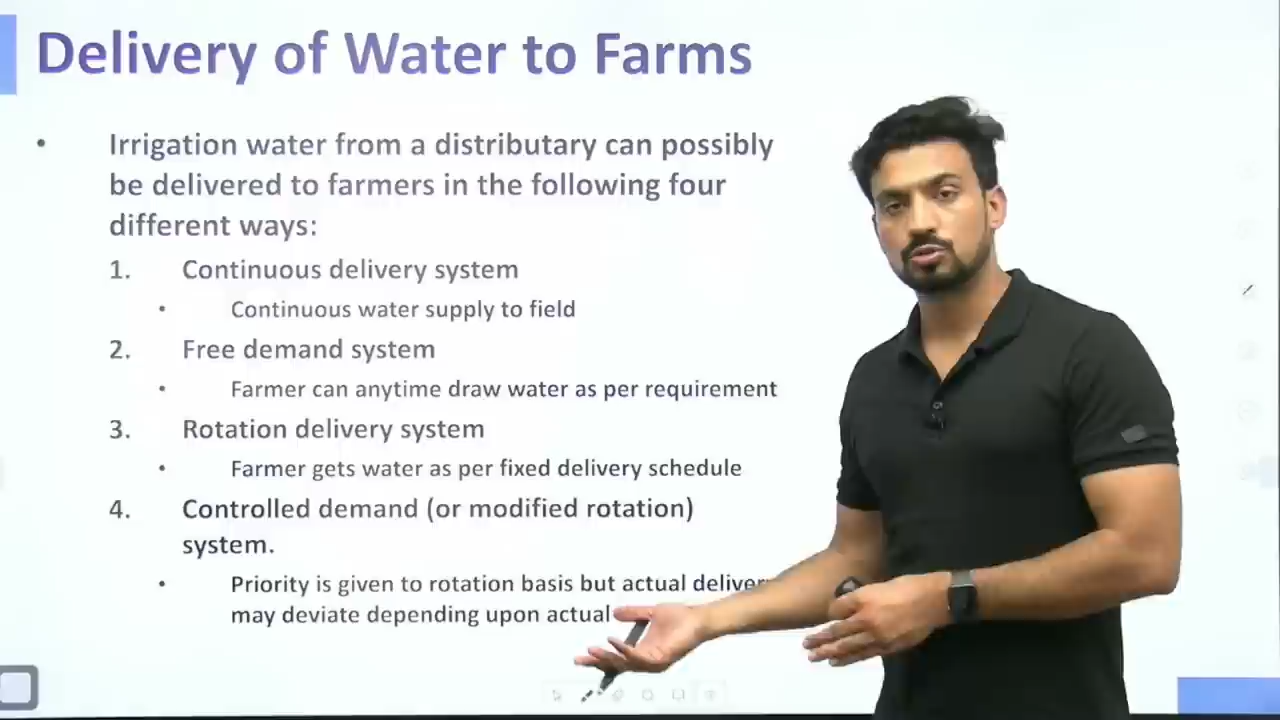 Delivery of Water to Farms
• Irrigation water from a distributary can possibly
be delivered to farmers in the following four
different ways:
1. Continuous delivery system
• Continuous water supply to field
2. Free demand system
• Farmer can anytime draw water as per requirement
3. Rotation delivery system
• Farmer gets water as per fixed delivery schedule
4. Controlled demand (or modified rotation)
system.
• Priority is given to rotation basis but actual
may deviate depending upon actual